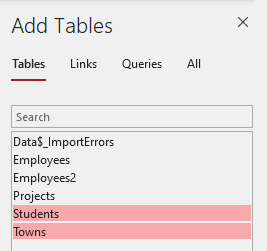 Add Tables
Tables Links Queries All
Search
Data$_ImportErrors
Employees
Employees2
Projects
Students
Towns